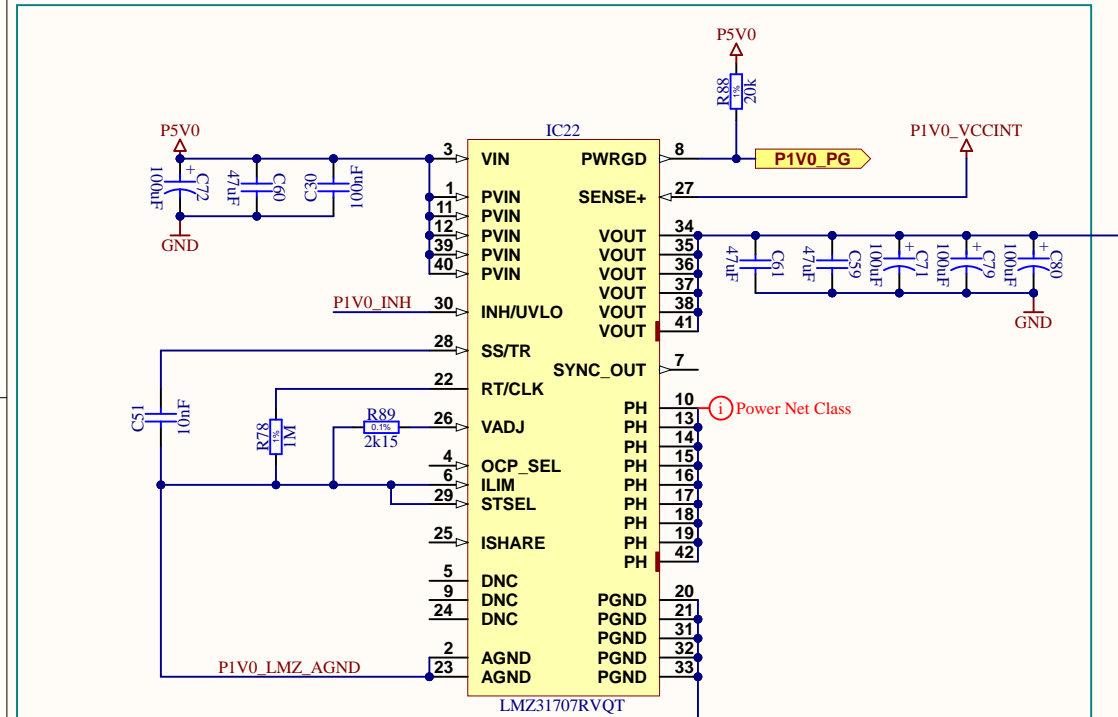 P5V0
R88
1%
20k
IC22
P5V0
P1V0_VCCINT
3 VIN
PWRGD 8
P1V0_PG
100uF
+
C72
47uF
C60
C30
100nF
1 PVIN
SENSE+ 27
11 PVIN
12 PVIN
VOUT 34
39 PVIN
VOUT 35
40 PVIN
VOUT 36
GND
47uF
C61
47uF
C59
100uF
+
C71
100uF
+
C79
100uF
+
C80
VOUT 37
P1V0_INH
30 INH/UVLO
VOUT 38
VOUT 41
GND
28 SS/TR
SYNC_OUT 7
22 RT/CLK
PH 10
i Power Net Class
C51
10nF
R78
1%
1M
R89
0.1%
2k15
26 VADJ
PH 13
PH 14
4 OCP_SEL
PH 15
6 ILIM
PH 16
29 STSEL
PH 17
PH 18
25 ISHARE
PH 19
PH 42
5 DNC
9 DNC
PGND 20
24 DNC
PGND 21
PGND 31
2 AGND
PGND 32
P1V0_LMZ_AGND
23 AGND
PGND 33
LMZ31707RVQT